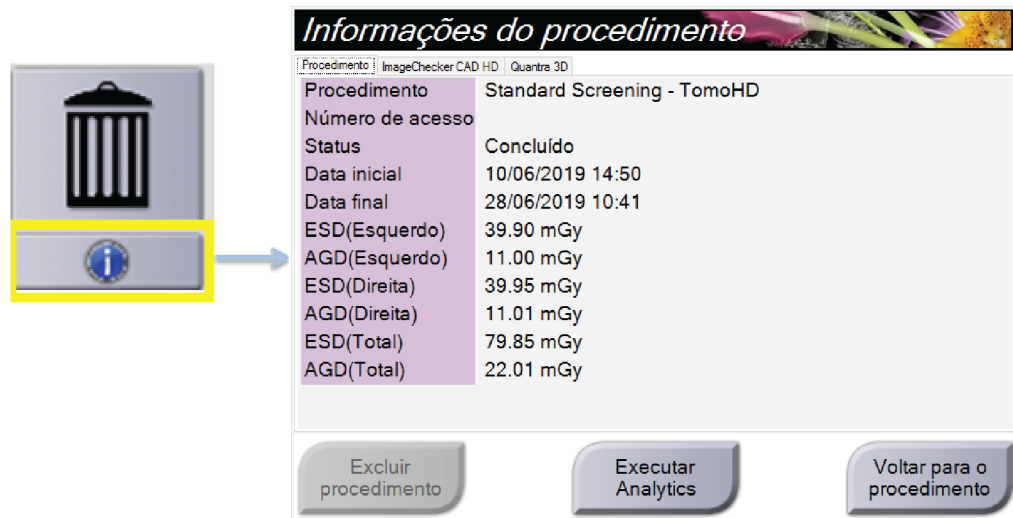 Informações do procedimento
Procedimento ImageChecker CAD HD Quantra 3D
Procedimento Standard Screening - TomoHD
Número de acesso
Status Concluído
Data inicial 10/06/2019 14:50
Data final 28/06/2019 10:41
ESD(Esquerdo) 39.90 mGy
AGD(Esquerdo) 11.00 mGy
ESD(Direita) 39.95 mGy
AGD(Direita) 11.01 mGy
ESD(Total) 79.85 mGy
AGD(Total) 22.01 mGy
i
Excluir
procedimento
Executar
Analytics
Voltar para o
procedimento